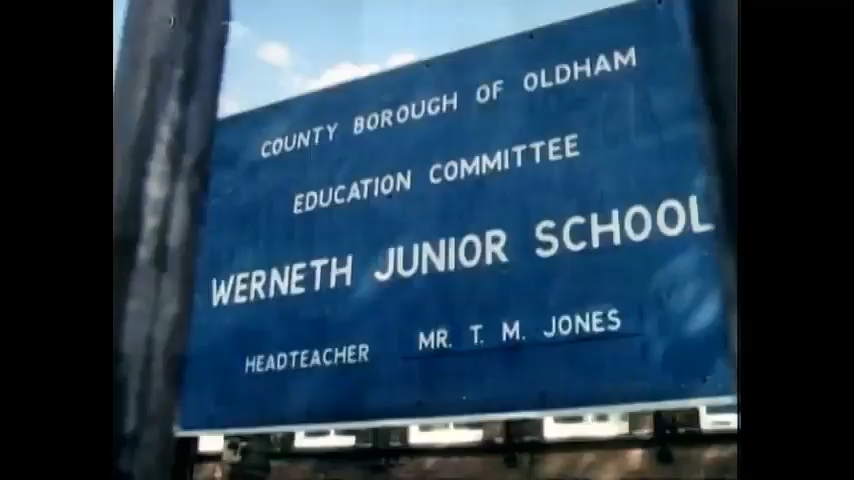 COUNTY BOROUGH OF OLDHAM
EDUCATION COMMITTEE
WERNETH JUNIOR SCHOOL
HEADTEACHER MR. T. M. JONES